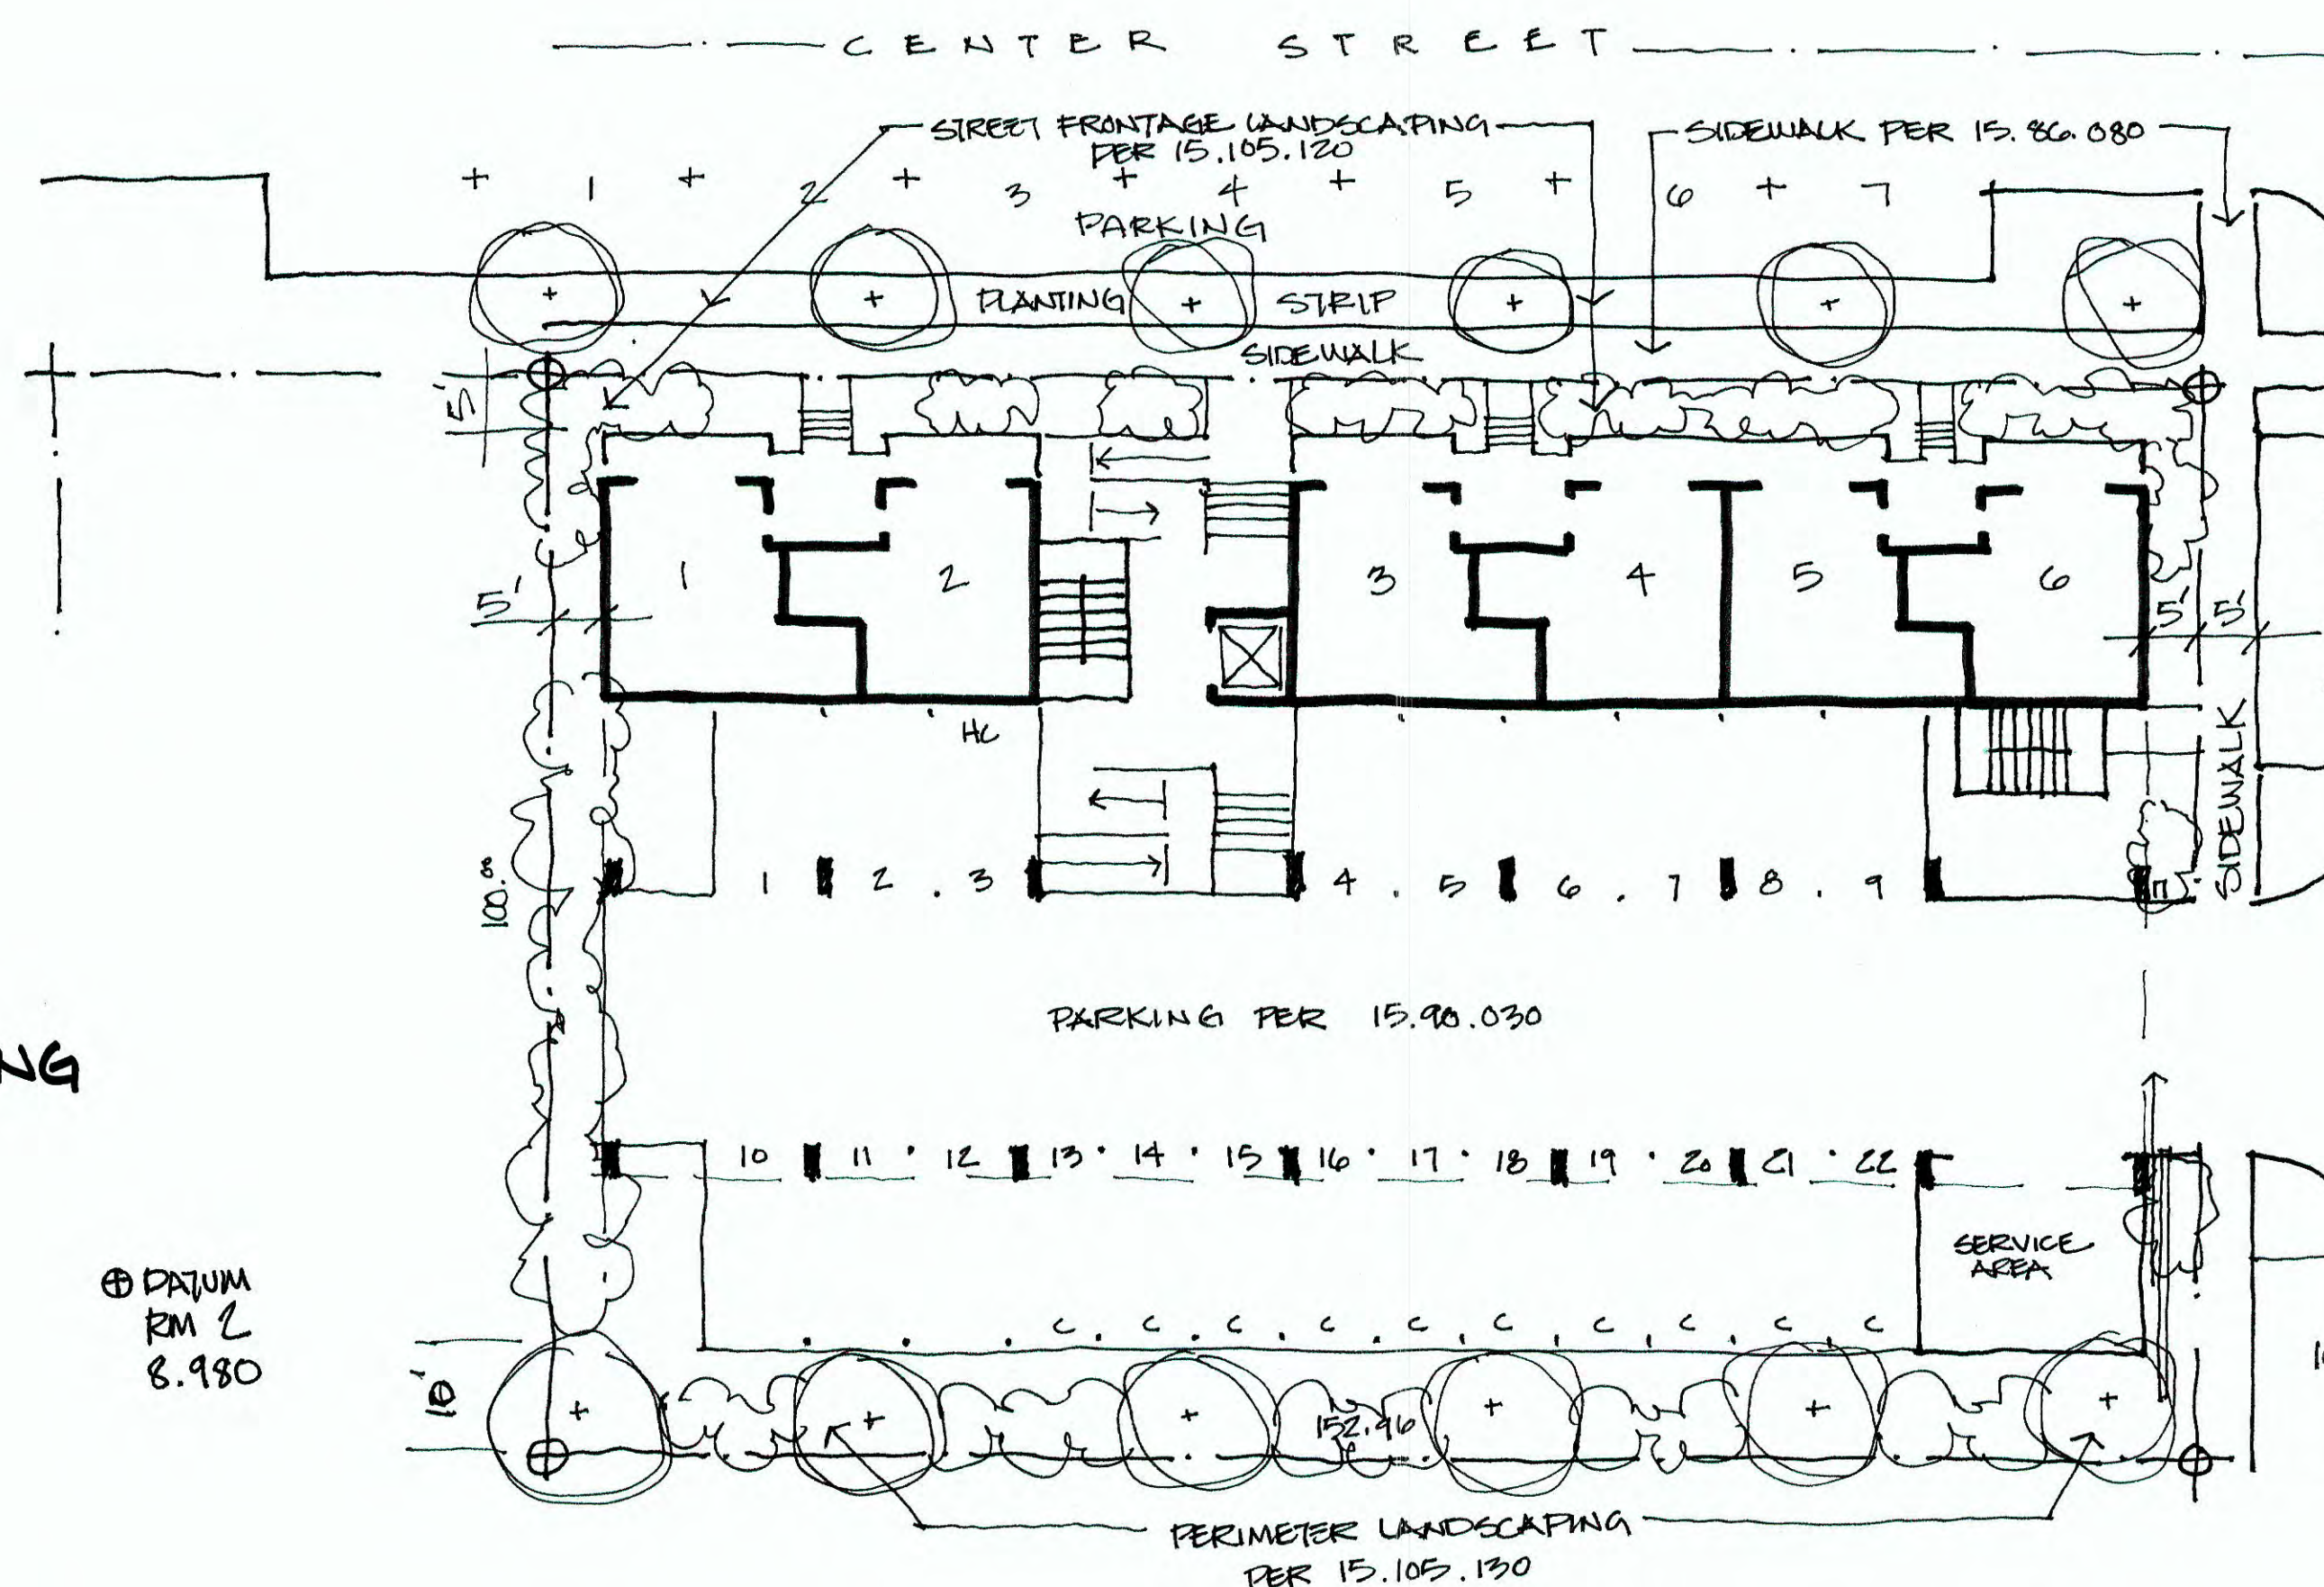 CENTER STREET
STREET FRONTAGE LANDSCAPING
PER 15.105.120
SIDEWALK PER 15.86.080
1 2 3 4 5 6 7
PARKING
PLANTING STRIP
SIDEWALK
5'
1 2 3 4 5 6
5'
5' 5'
HC
SIDEWALK
100.8
1 2 3 4 5 6 7 8 9
PARKING PER 15.90.030
NG
10 11 12 13 14 15 16 17 18 19 20 21 22
SERVICE
AREA
DATUM
RM 2
8.980
C C C C C C C C C C
10'
152.96
PERIMETER LANDSCAPING
PER 15.105.130